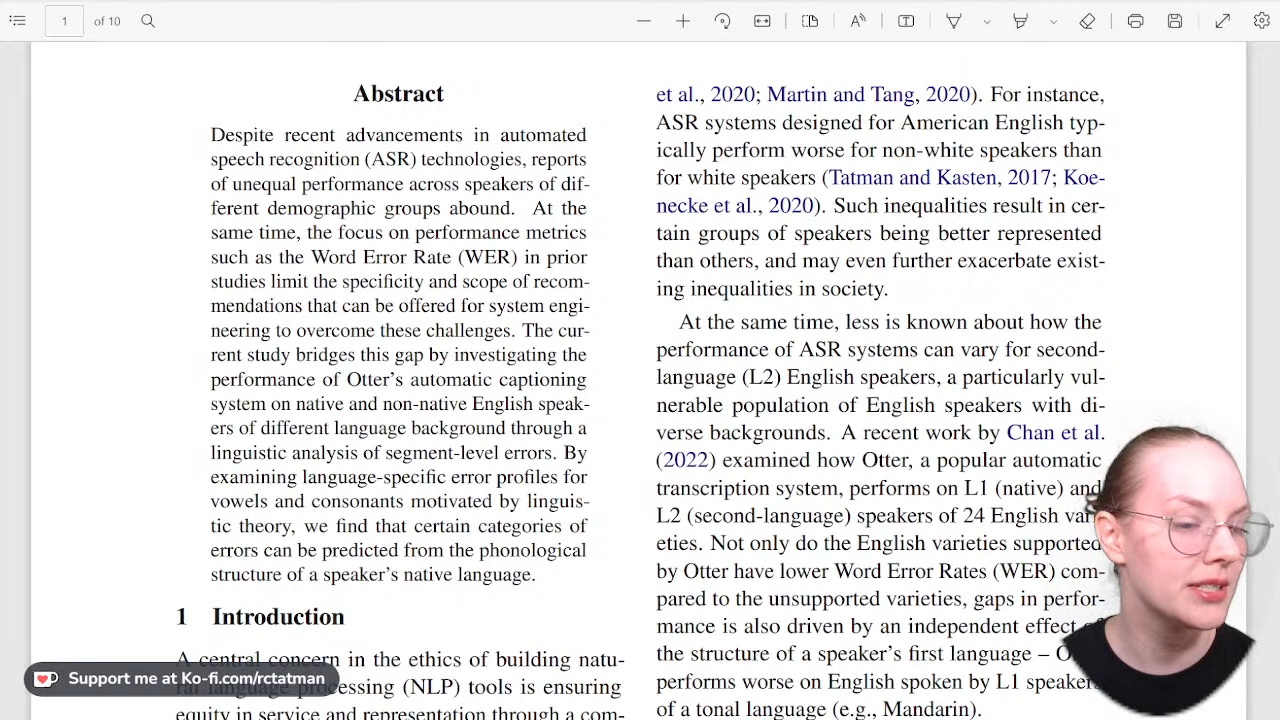 1 of 10
Abstract
Despite recent advancements in automated
speech recognition (ASR) technologies, reports
of unequal performance across speakers of dif-
ferent demographic groups abound. At the
same time, the focus on performance metrics
such as the Word Error Rate (WER) in prior
studies limit the specificity and scope of recom-
mendations that can be offered for system engi-
neering to overcome these challenges. The cur-
rent study bridges this gap by investigating the
performance of Otter's automatic captioning
system on native and non-native English speak-
ers of different language background through a
linguistic analysis of segment-level errors. By
examining language-specific error profiles for
vowels and consonants motivated by linguis-
tic theory, we find that certain categories of
errors can be predicted from the phonological
structure of a speaker's native language.
1 Introduction
A central concern in the ethics of building natu-
language processing (NLP) tools is ensuring
equity in service and representation through a com-
Support me at Ko-fi.com/rctatman
et al., 2020; Martin and Tang, 2020). For instance,
ASR systems designed for American English typ-
ically perform worse for non-white speakers than
for white speakers (Tatman and Kasten, 2017; Koe-
necke et al., 2020). Such inequalities result in cer-
tain groups of speakers being better represented
than others, and may even further exacerbate exist-
ing inequalities in society.
At the same time, less is known about how the
performance of ASR systems can vary for second-
language (L2) English speakers, a particularly vul-
nerable population of English speakers with di-
verse backgrounds. A recent work by Chan et al.
(2022) examined how Otter, a popular automatic
transcription system, performs on L1 (native) and
L2 (second-language) speakers of 24 English vari-
eties. Not only do the English varieties supported
by Otter have lower Word Error Rates (WER) com-
pared to the unsupported varieties, gaps in perfor-
mance is also driven by an independent effect of
the structure of a speaker's first language –
performs worse on English spoken by L1 speakers
of a tonal language (e.g., Mandarin).